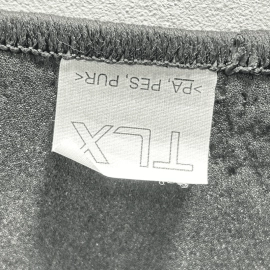 TLX
>PA, PES, PUR<